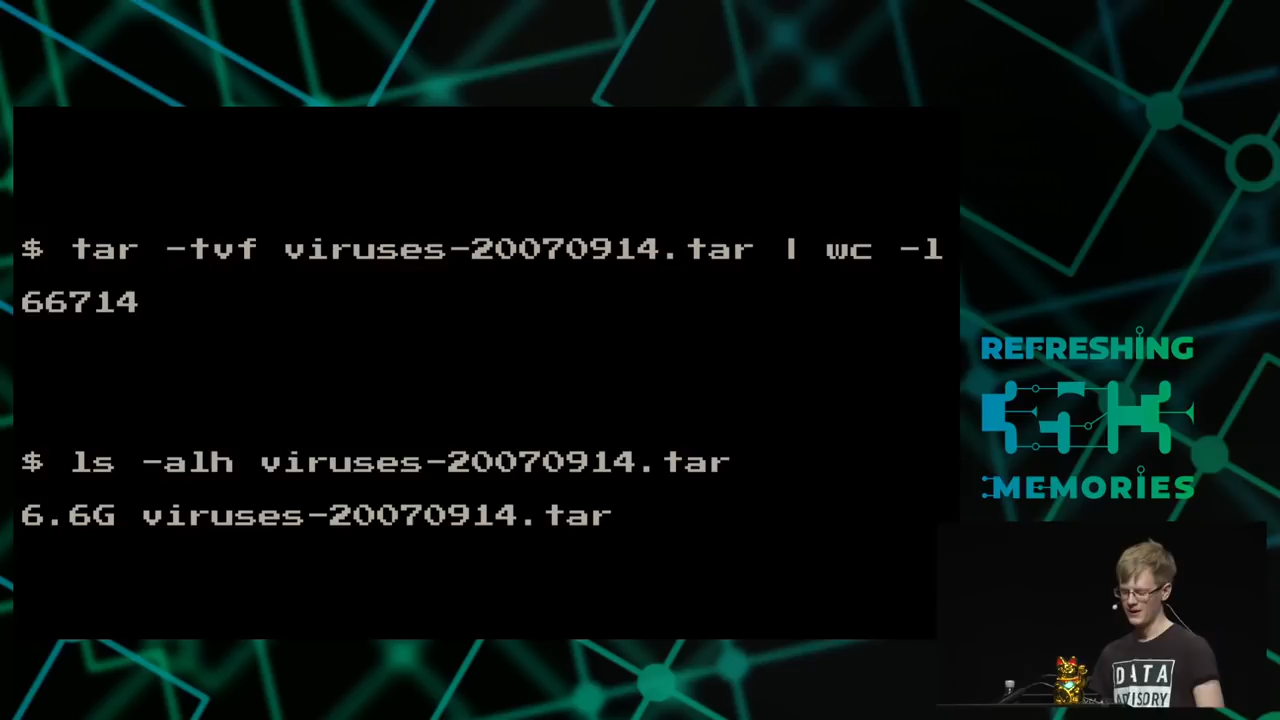 $ tar -tvf viruses-20070914.tar | wc -l
66714
$ ls -alh viruses-20070914.tar
6.6G viruses-20070914.tar
REFRESHING
35C3
MEMORIES
DATA
ADVISORY